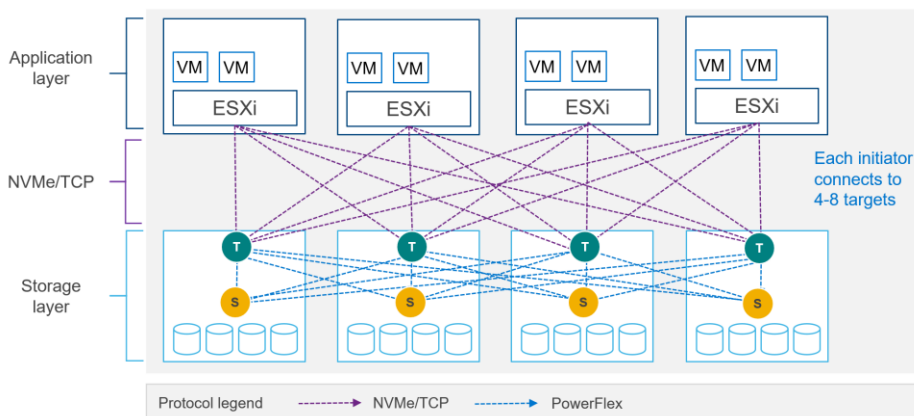 Application
layer
VM VM
VM VM
VM VM
VM VM
ESXi
ESXi
ESXi
ESXi
NVMe/TCP
Each initiator
connects to
4-8 targets
T
T
T
T
Storage
layer
S
S
S
S
Protocol legend
NVMe/TCP
PowerFlex